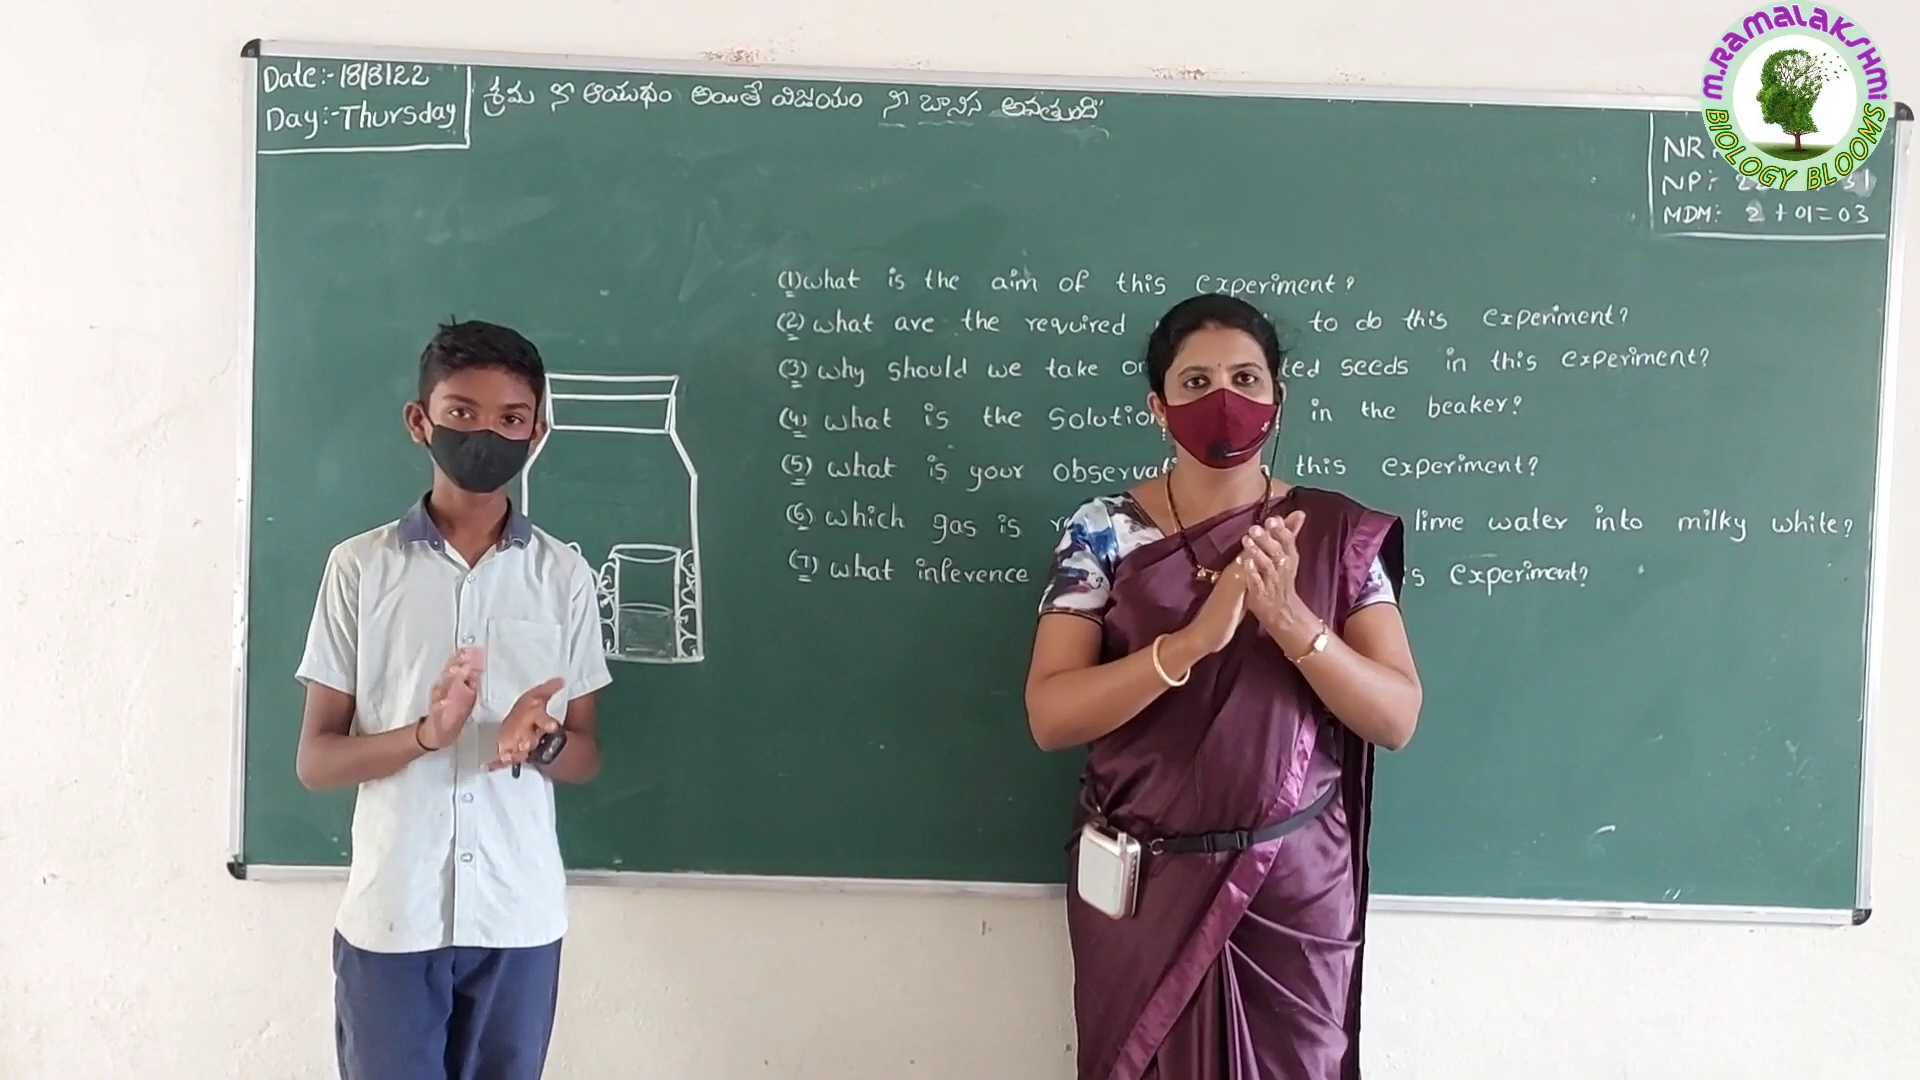 Date:- 18/8/22
Day:- Thursday
శ్రమ నీ ఆయుధం అయితే విజయం నీ బానిస అవుతుంది"
M.RAMALAKSHMI
BIOLOGY BLOOMS
NR
NP:
MDM: 2 + 01 = 03
(1) what is the aim of this experiment?
(2) what are the required to do this experiment?
(3) why should we take seeds in this experiment?
(4) what is the Solution in the beaker?
(5) what is your this experiment?
(6) which gas is lime water into milky white?
(7) what inference experiment?